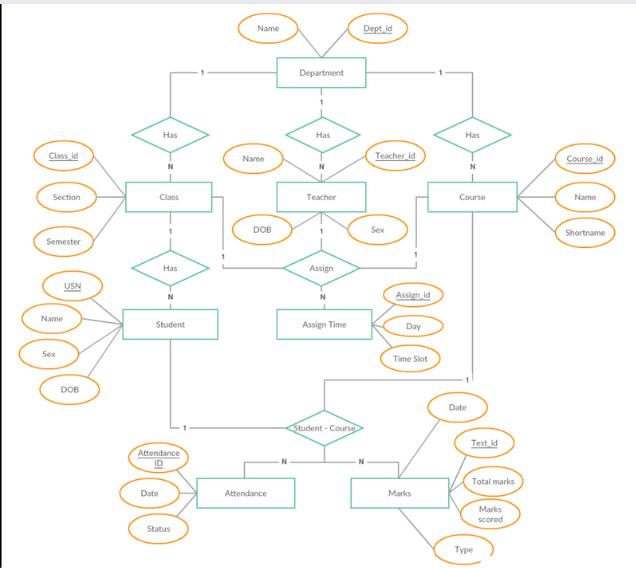 Name
Dept_id
Department
1
1
1
Has
Has
Has
N
N
N
Class_id
Name
Teacher_id
Course_id
Section
Class
Teacher
Course
Name
Semester
DOB
Sex
Shortname
1
1
1
1
Has
Assign
USN
N
N
Assign_id
Name
Student
Assign Time
Day
Sex
Time Slot
DOB
1
Date
1
Student - Course
Test_id
Attendance
ID
N
N
Total marks
Date
Attendance
Marks
Marks
scored
Status
Type